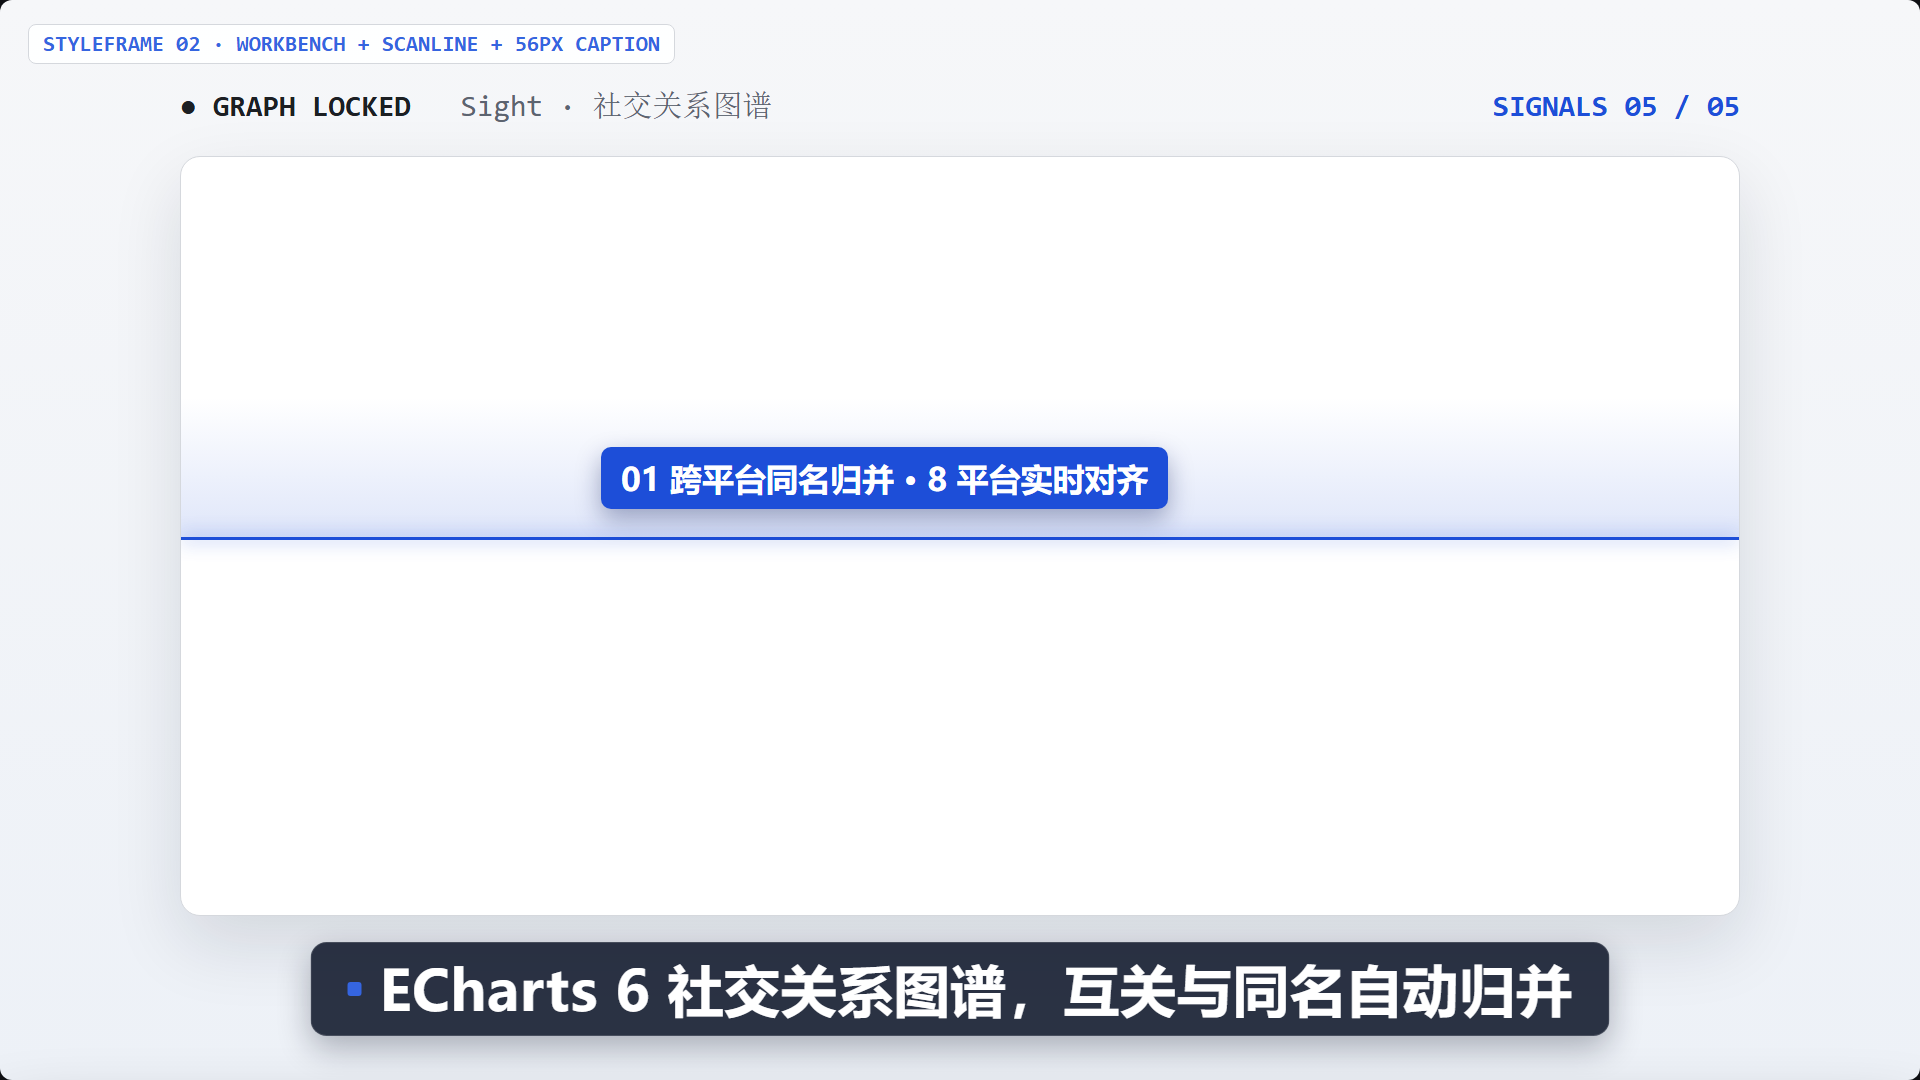 STYLEFRAME 02 · WORKBENCH + SCANLINE + 56PX CAPTION
● GRAPH LOCKED Sight · 社交关系图谱 SIGNALS 05 / 05
01 跨平台同名归并 • 8 平台实时对齐
ECharts 6 社交关系图谱，互关与同名自动归并